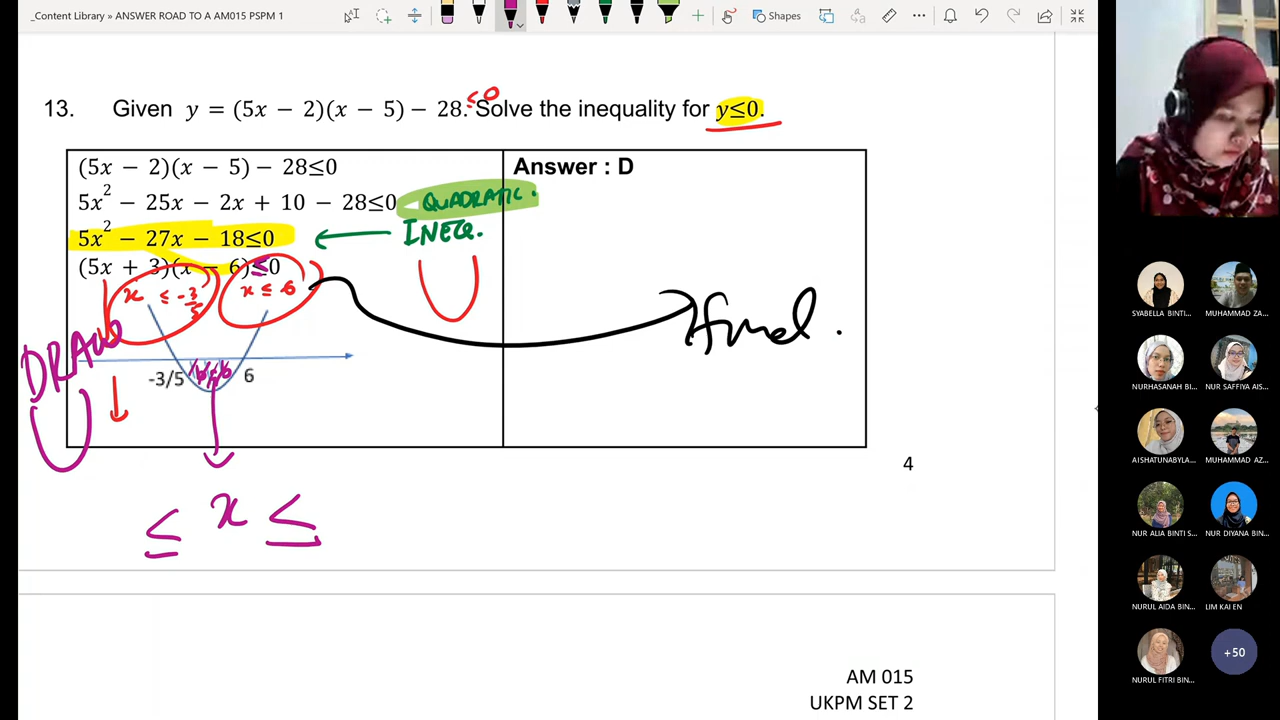 _Content Library » ANSWER ROAD TO A AM015 PSPM 1
Shapes
13. Given y = (5x − 2)(x − 5) − 28. Solve the inequality for y≤0.
≤0
(5x − 2)(x − 5) − 28≤0
Answer : D
5x² − 25x − 2x + 10 − 28≤0
QUADRATIC.
5x² − 27x − 18≤0
INEQ.
(5x + 3)(x − 6)≤0
x ≤ -3/5
x ≤ 6
final.
DRAW
-3/5
6
4
≤ x ≤
AM 015
UKPM SET 2
SYABELLA BINTI...
MUHAMMAD ZA...
NURHASANAH BI...
NUR SAFFIYA AIS...
AISHATUNABYLA...
MUHAMMAD AZ...
NUR ALIA BINTI S...
NUR DIYANA BIN...
NURUL AIDA BIN...
LIM KAI EN
NURUL FITRI BIN...
+50